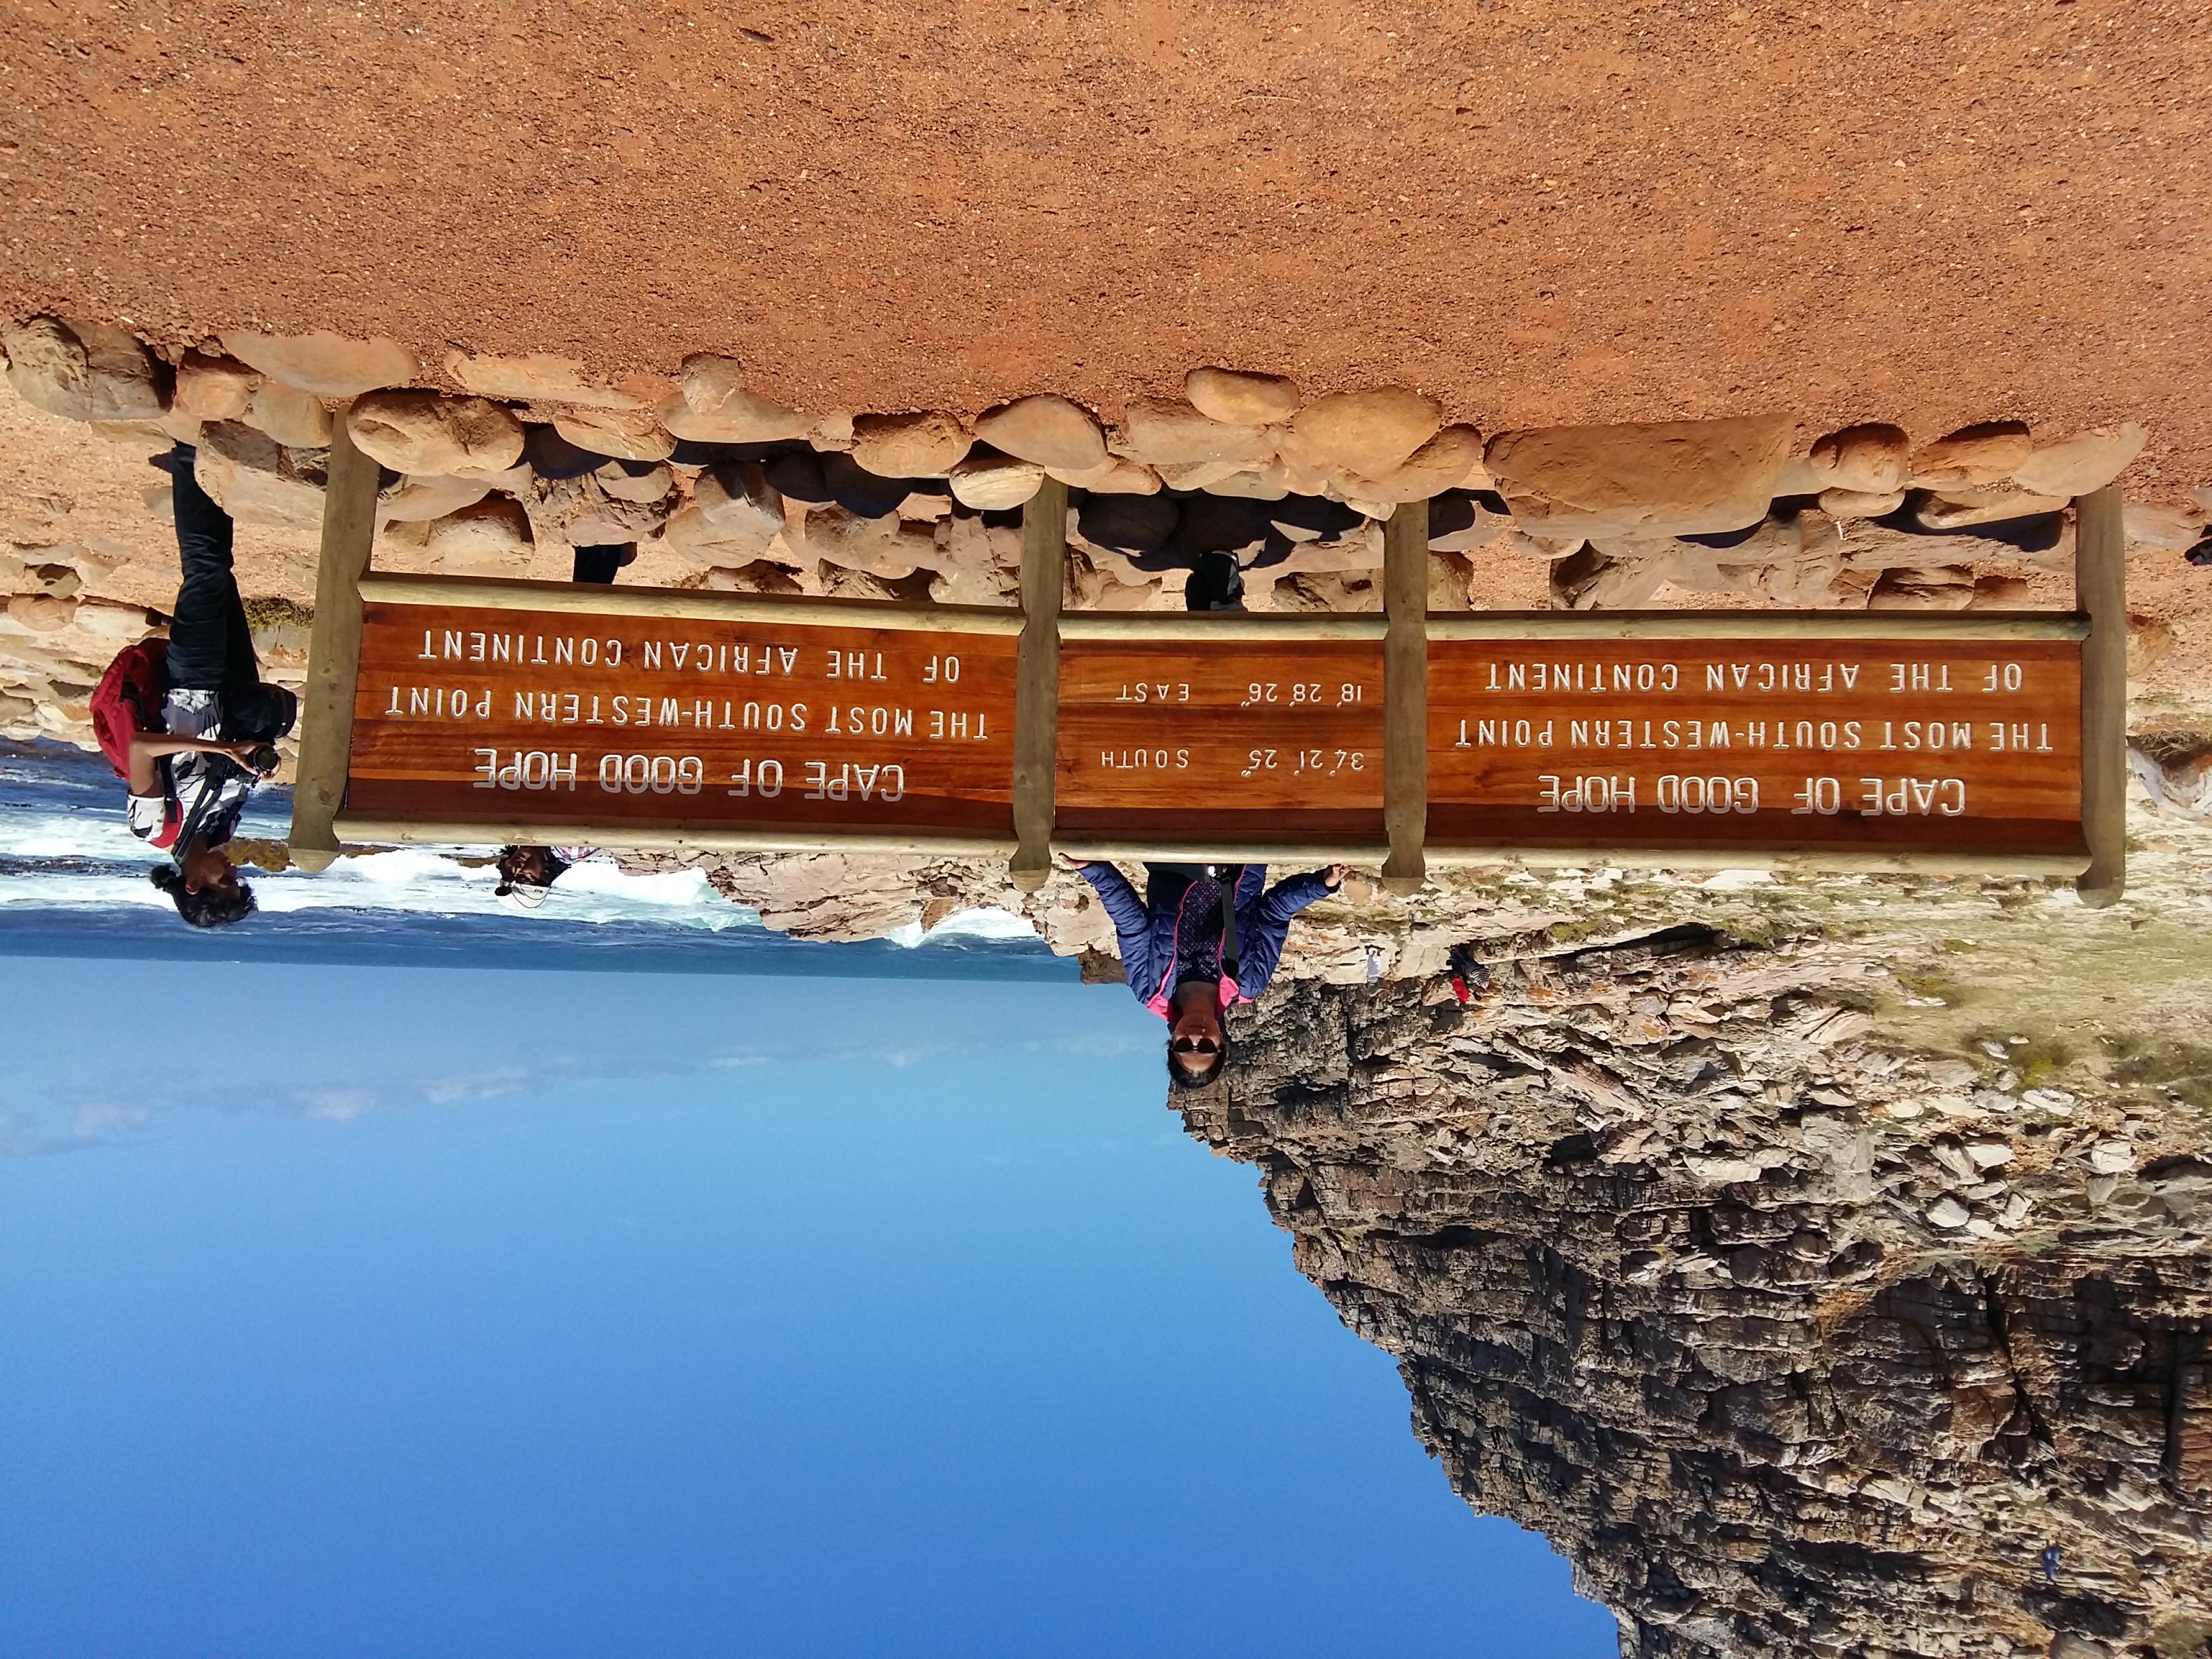 CAPE OF GOOD HOPE
THE MOST SOUTH-WESTERN POINT
OF THE AFRICAN CONTINENT
34° 21' 25" SOUTH
18° 28' 26" EAST
CAPE OF GOOD HOPE
THE MOST SOUTH-WESTERN POINT
OF THE AFRICAN CONTINENT